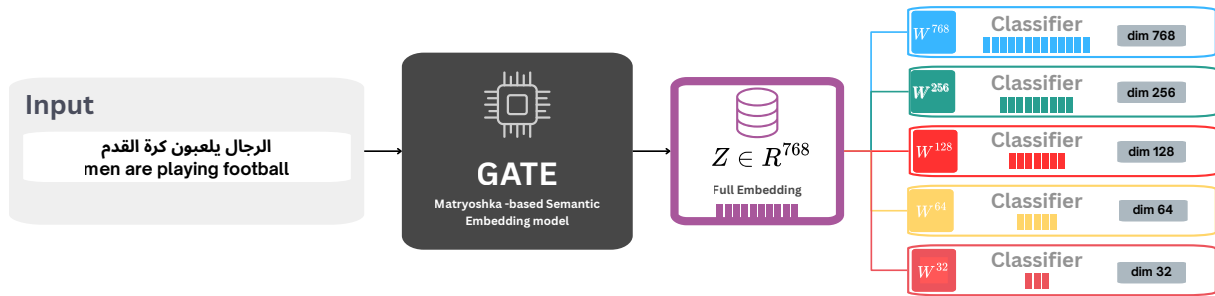 Input
الرجال يلعبون كرة القدم
men are playing football
GATE
Matryoshka -based Semantic
Embedding model
Z ∈ R^768
Full Embedding
W^768 Classifier dim 768
W^256 Classifier dim 256
W^128 Classifier dim 128
W^64 Classifier dim 64
W^32 Classifier dim 32